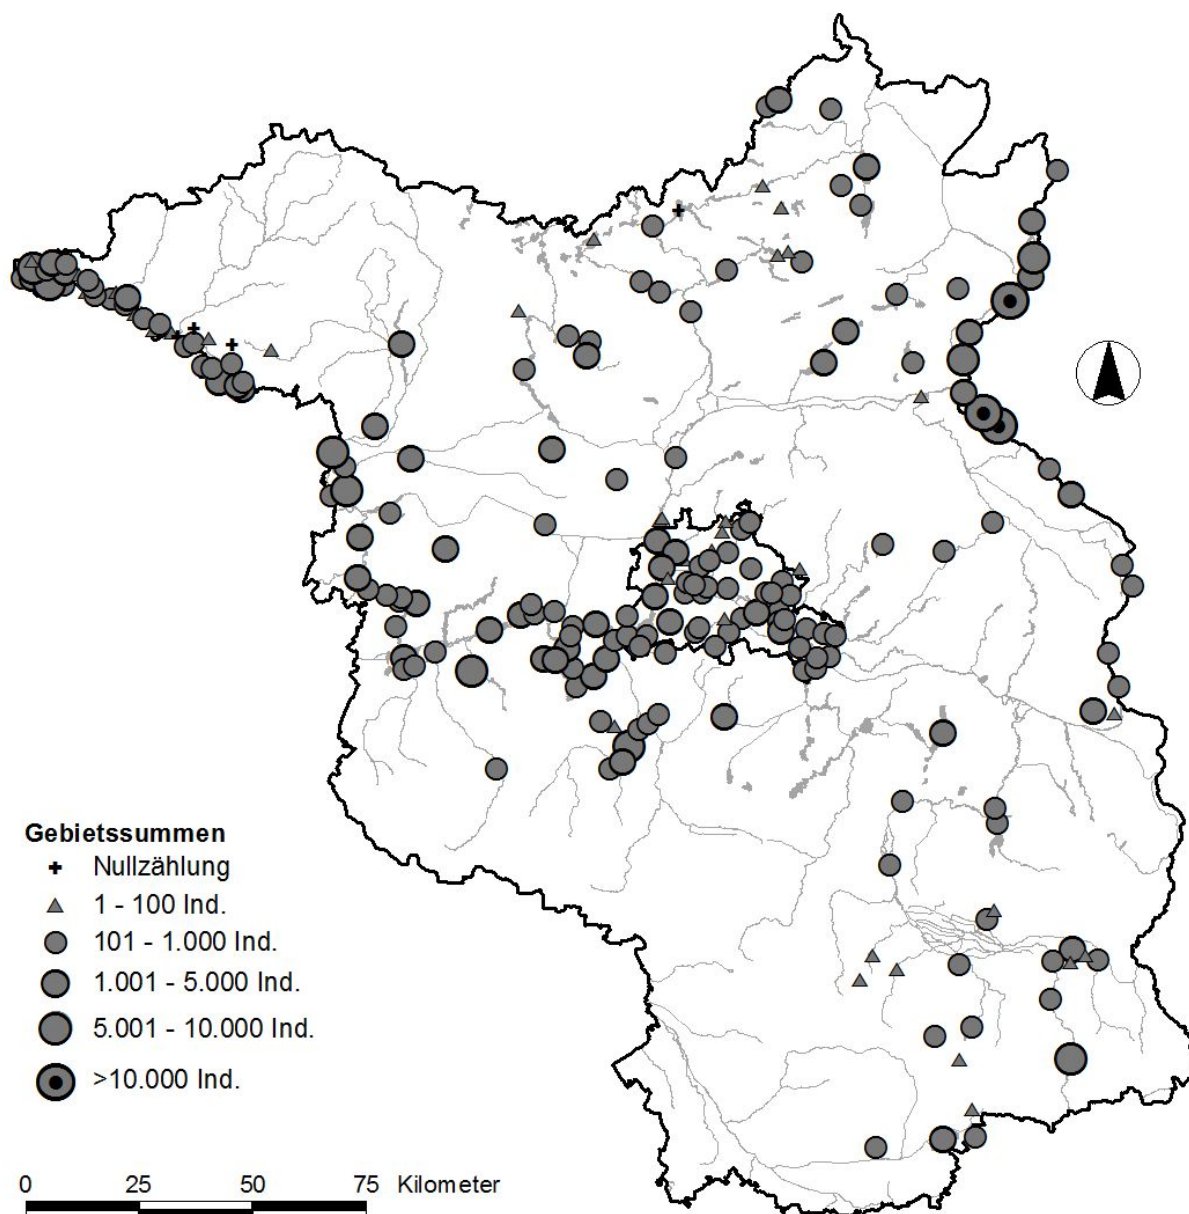 Gebietssummen
Nullzählung
1 - 100 Ind.
101 - 1.000 Ind.
1.001 - 5.000 Ind.
5.001 - 10.000 Ind.
>10.000 Ind.
0 25 50 75 Kilometer